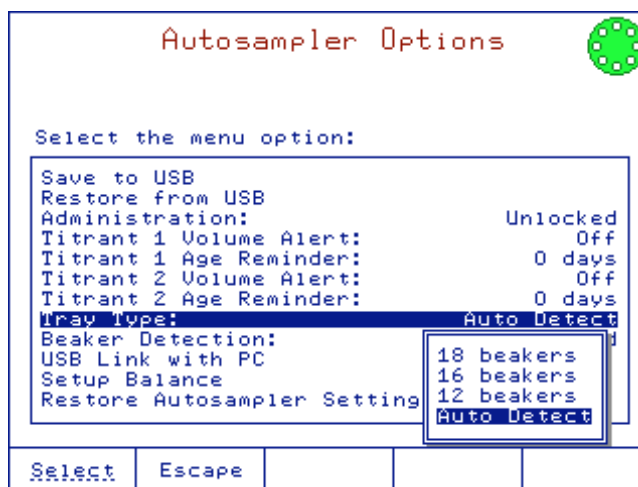 Autosampler Options
Select the menu option:
Save to USB
Restore from USB
Administration: Unlocked
Titrant 1 Volume Alert: Off
Titrant 1 Age Reminder: 0 days
Titrant 2 Volume Alert: Off
Titrant 2 Age Reminder: 0 days
Tray Type: Auto Detect
Beaker Detection:
USB Link with PC
Setup Balance
Restore Autosampler Setting
18 beakers
16 beakers
12 beakers
Auto Detect
Select Escape